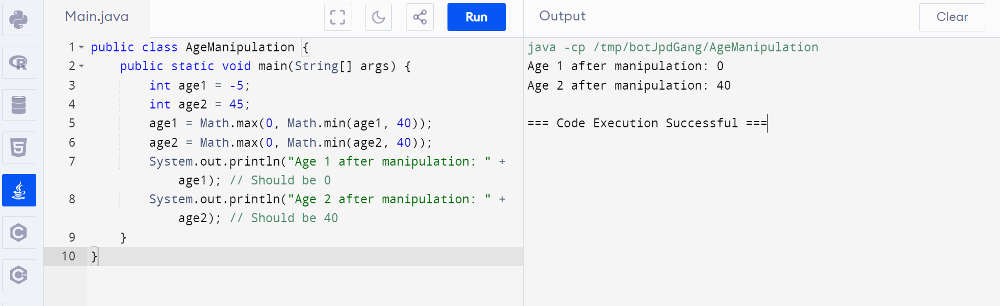 Main.java
Run
1 public class AgeManipulation {
2 public static void main(String[] args) {
3 int age1 = -5;
4 int age2 = 45;
5 age1 = Math.max(0, Math.min(age1, 40));
6 age2 = Math.max(0, Math.min(age2, 40));
7 System.out.println("Age 1 after manipulation: " +
age1); // Should be 0
8 System.out.println("Age 2 after manipulation: " +
age2); // Should be 40
9 }
10 }
Output
Clear
java -cp /tmp/botJpdGang/AgeManipulation
Age 1 after manipulation: 0
Age 2 after manipulation: 40
=== Code Execution Successful ===
R
5
C
C++